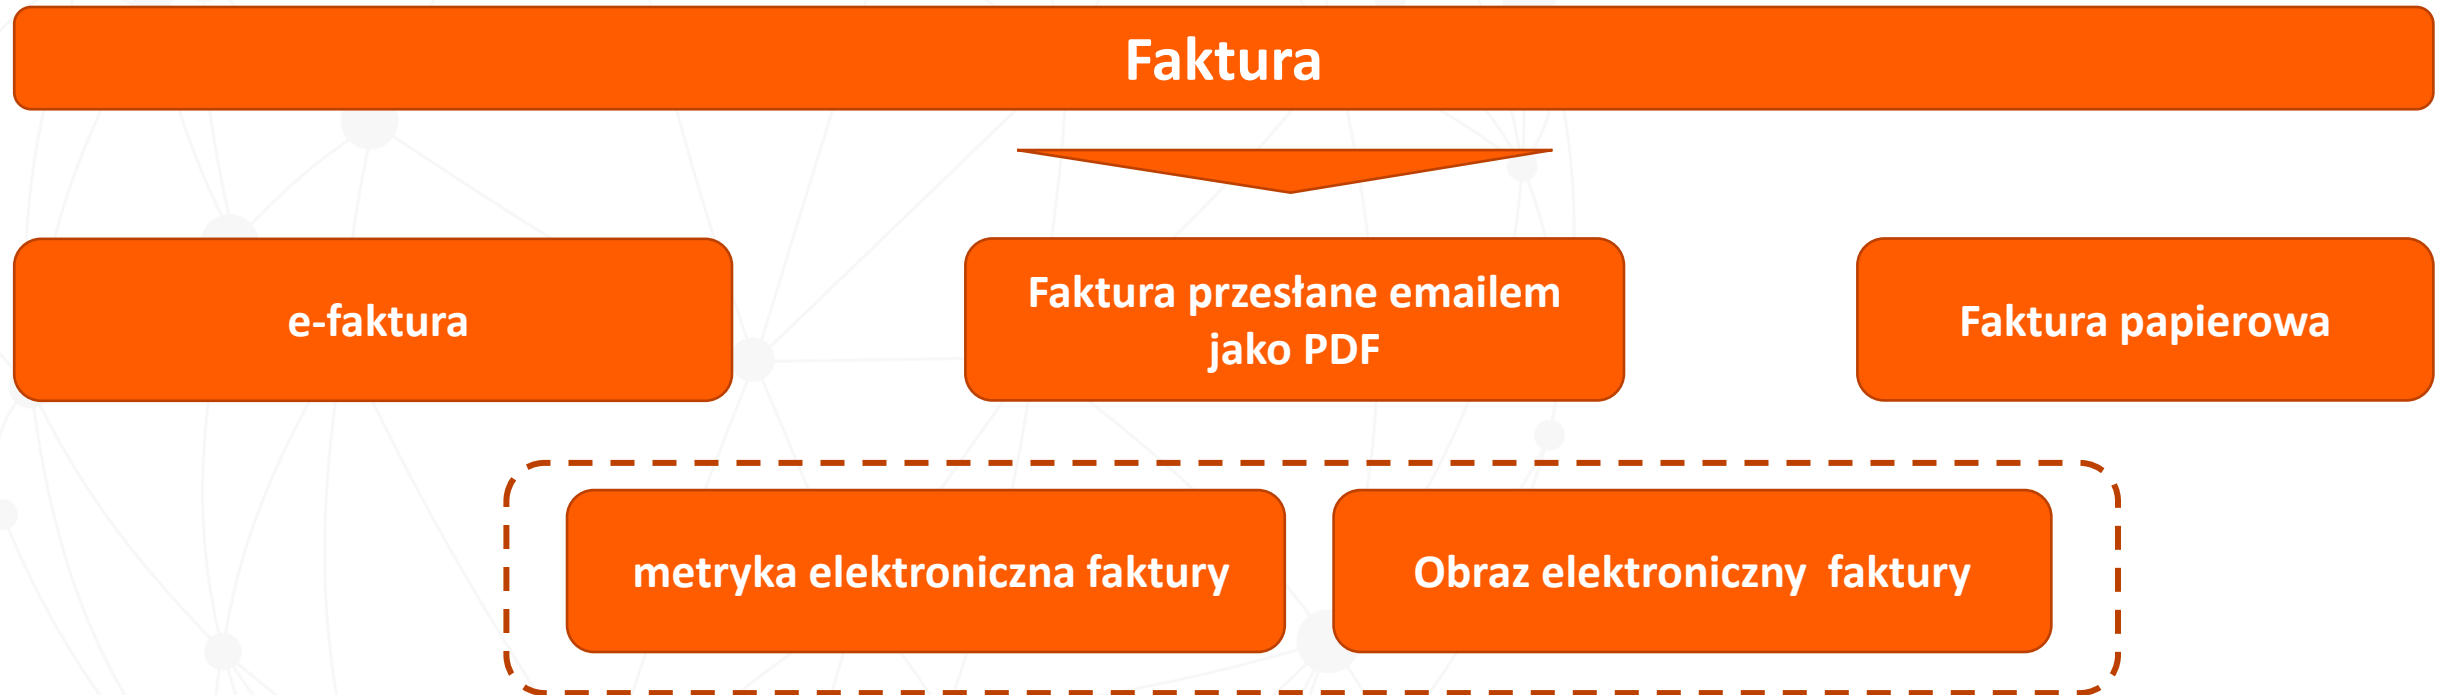 Faktura
e-faktura
Faktura przesłane emailem
jako PDF
Faktura papierowa
metryka elektroniczna faktury
Obraz elektroniczny  faktury